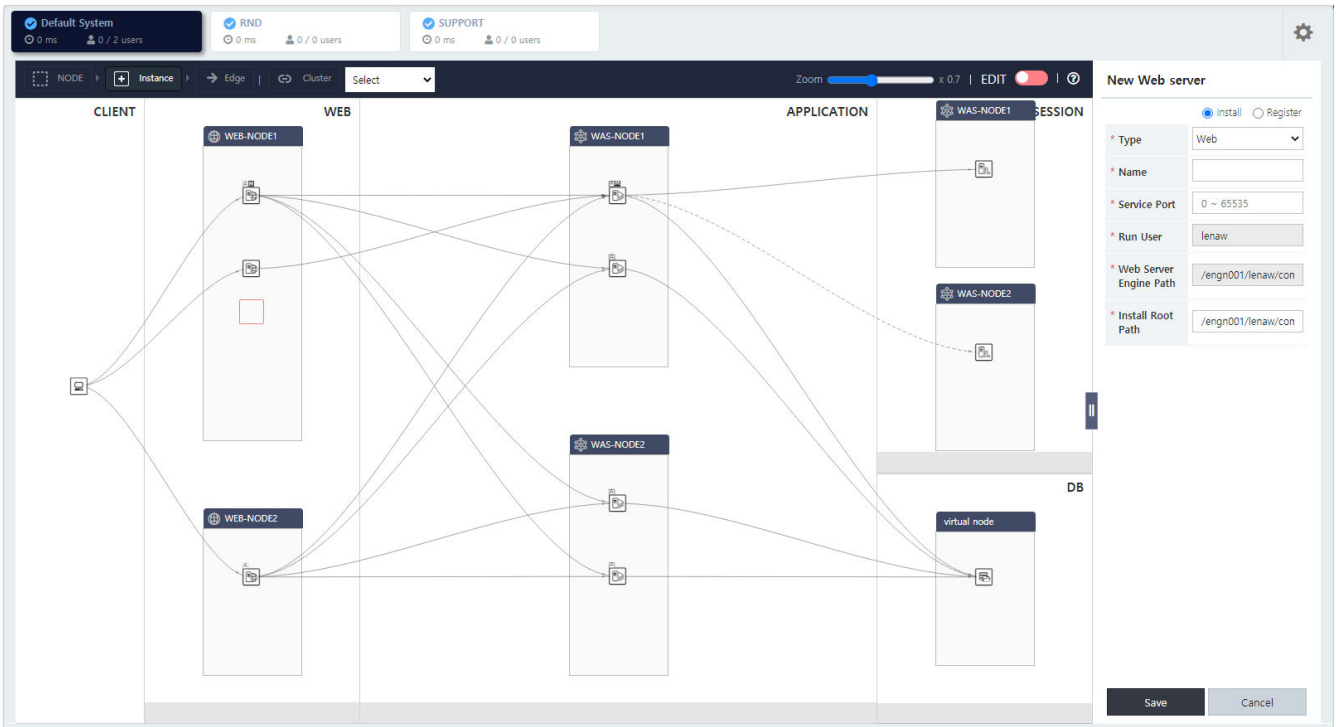 Default System
0 ms 0 / 2 users
RND
0 ms 0 / 0 users
SUPPORT
0 ms 0 / 0 users
NODE Instance Edge | Cluster Select Zoom x 0.7 | EDIT |
CLIENT
WEB
APPLICATION
SESSION
WEB-NODE1
WAS-NODE1
WAS-NODE1
WAS-NODE2
WAS-NODE2
DB
WEB-NODE2
virtual node
New Web server
Install Register
* Type Web
* Name
* Service Port 0 ~ 65535
* Run User lenaw
* Web Server Engine Path /engn001/lenaw/con
* Install Root Path /engn001/lenaw/con
Save Cancel